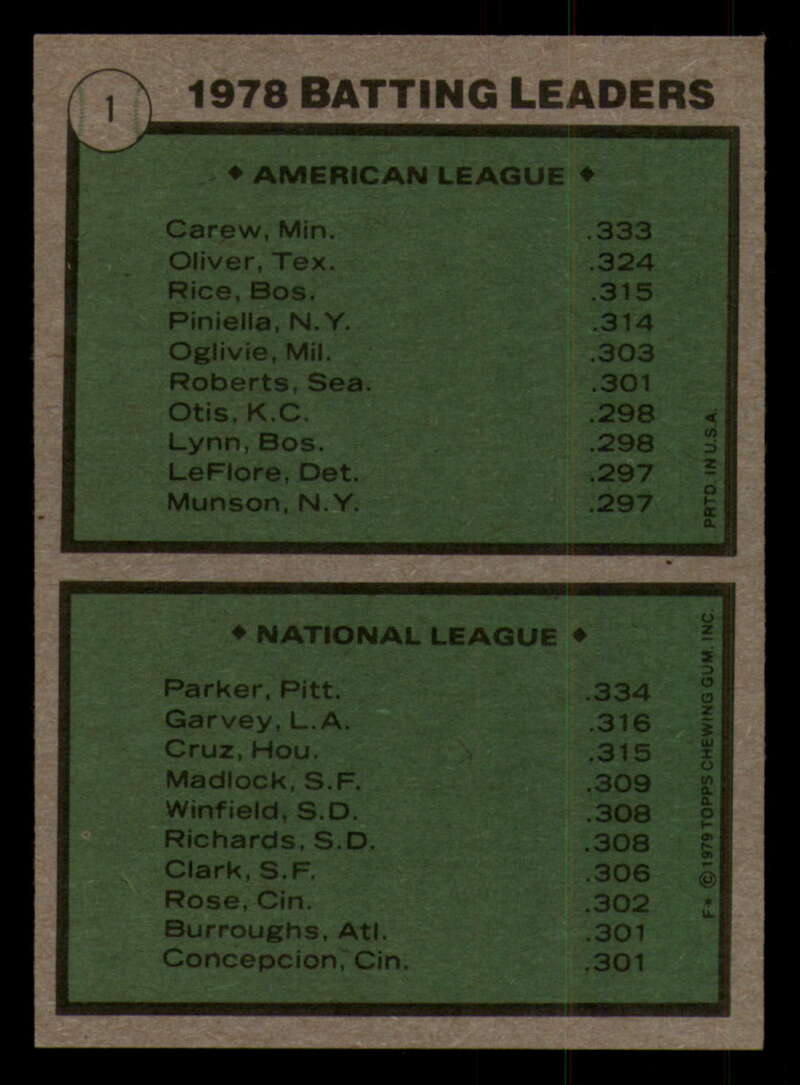 1
1978 BATTING LEADERS
♦ AMERICAN LEAGUE ♦
Carew, Min. .333
Oliver, Tex. .324
Rice, Bos. .315
Piniella, N.Y. .314
Oglivie, Mil. .303
Roberts, Sea. .301
Otis, K.C. .298
Lynn, Bos. .298
LeFlore, Det. .297
Munson, N.Y. .297
PRTD. IN U.S.A.
♦ NATIONAL LEAGUE ♦
Parker, Pitt. .334
Garvey, L.A. .316
Cruz, Hou. .315
Madlock, S.F. .309
Winfield, S.D. .308
Richards, S.D. .308
Clark, S.F. .306
Rose, Cin. .302
Burroughs, Atl. .301
Concepcion, Cin. .301
F* © 1979 TOPPS CHEWING GUM, INC.